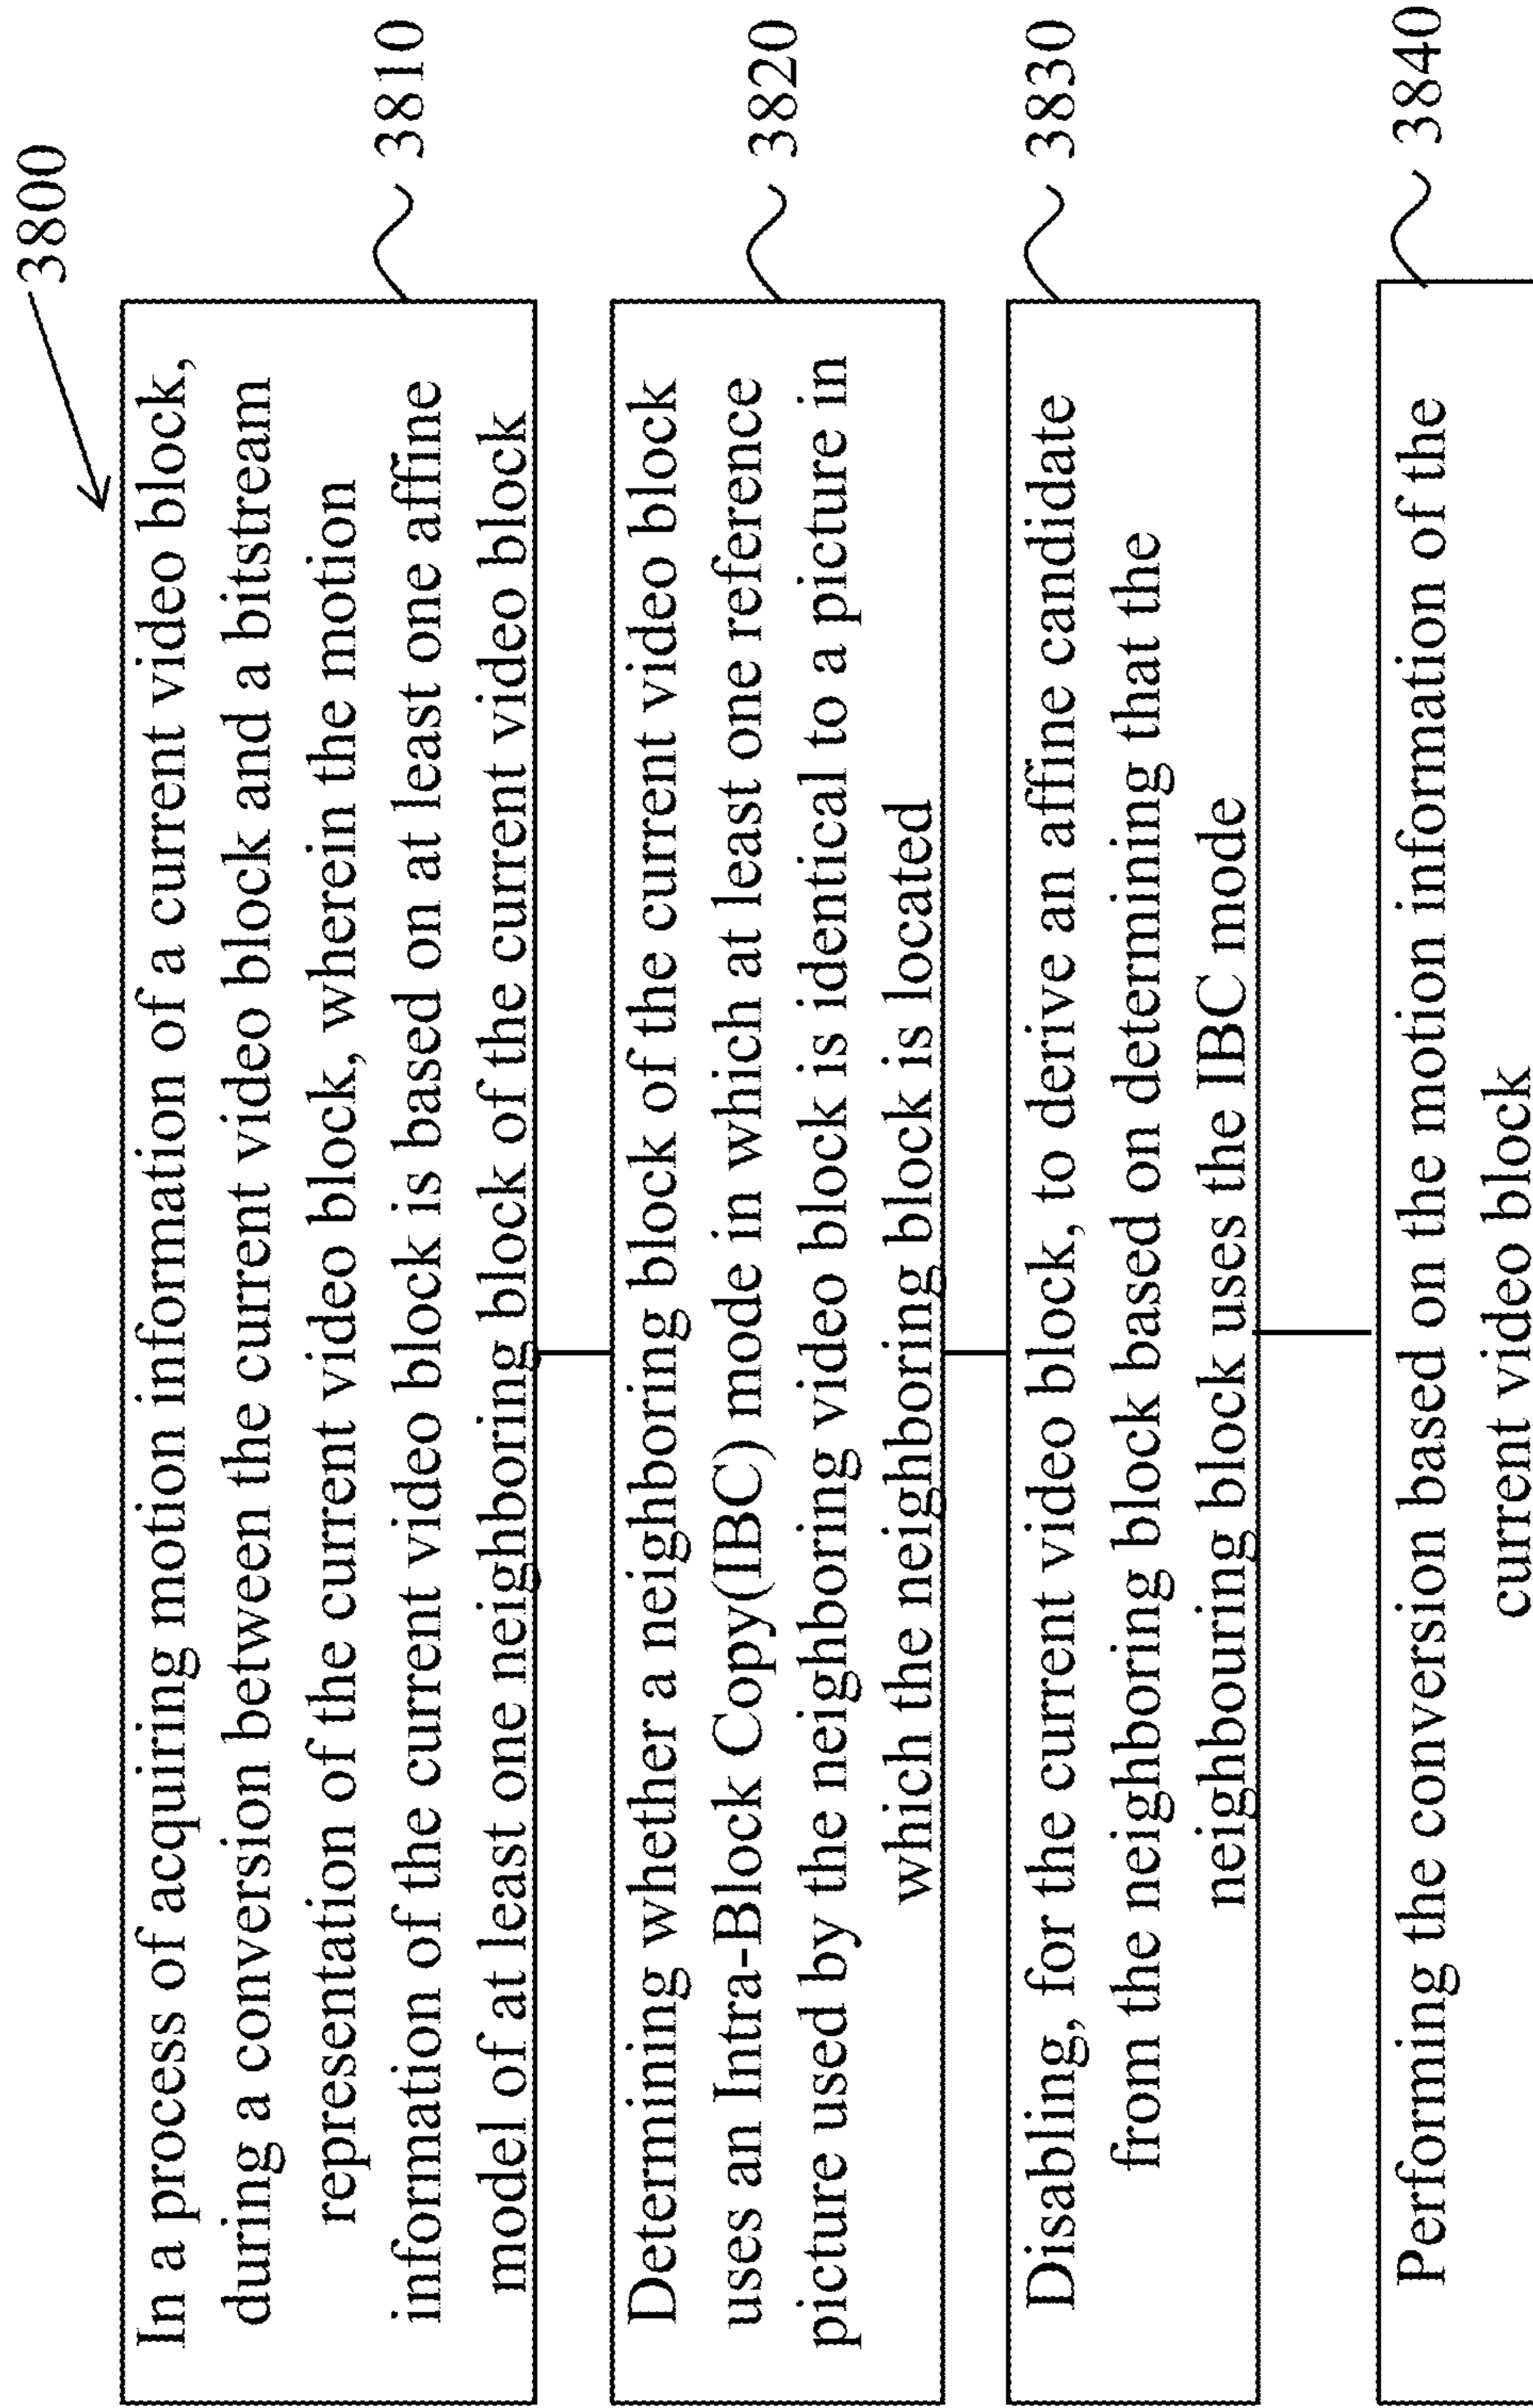 3800
In a process of acquiring motion information of a current video block,
during a conversion between the current video block and a bitstream
representation of the current video block, wherein the motion
information of the current video block is based on at least one affine
model of at least one neighboring block of the current video block
3810
Determining whether a neighboring block of the current video block
uses an Intra-Block Copy(IBC) mode in which at least one reference
picture used by the neighboring video block is identical to a picture in
which the neighboring block is located
3820
Disabling, for the current video block, to derive an affine candidate
from the neighboring block based on determining that the
neighbouring block uses the IBC mode
3830
Performing the conversion based on the motion information of the
current video block
3840